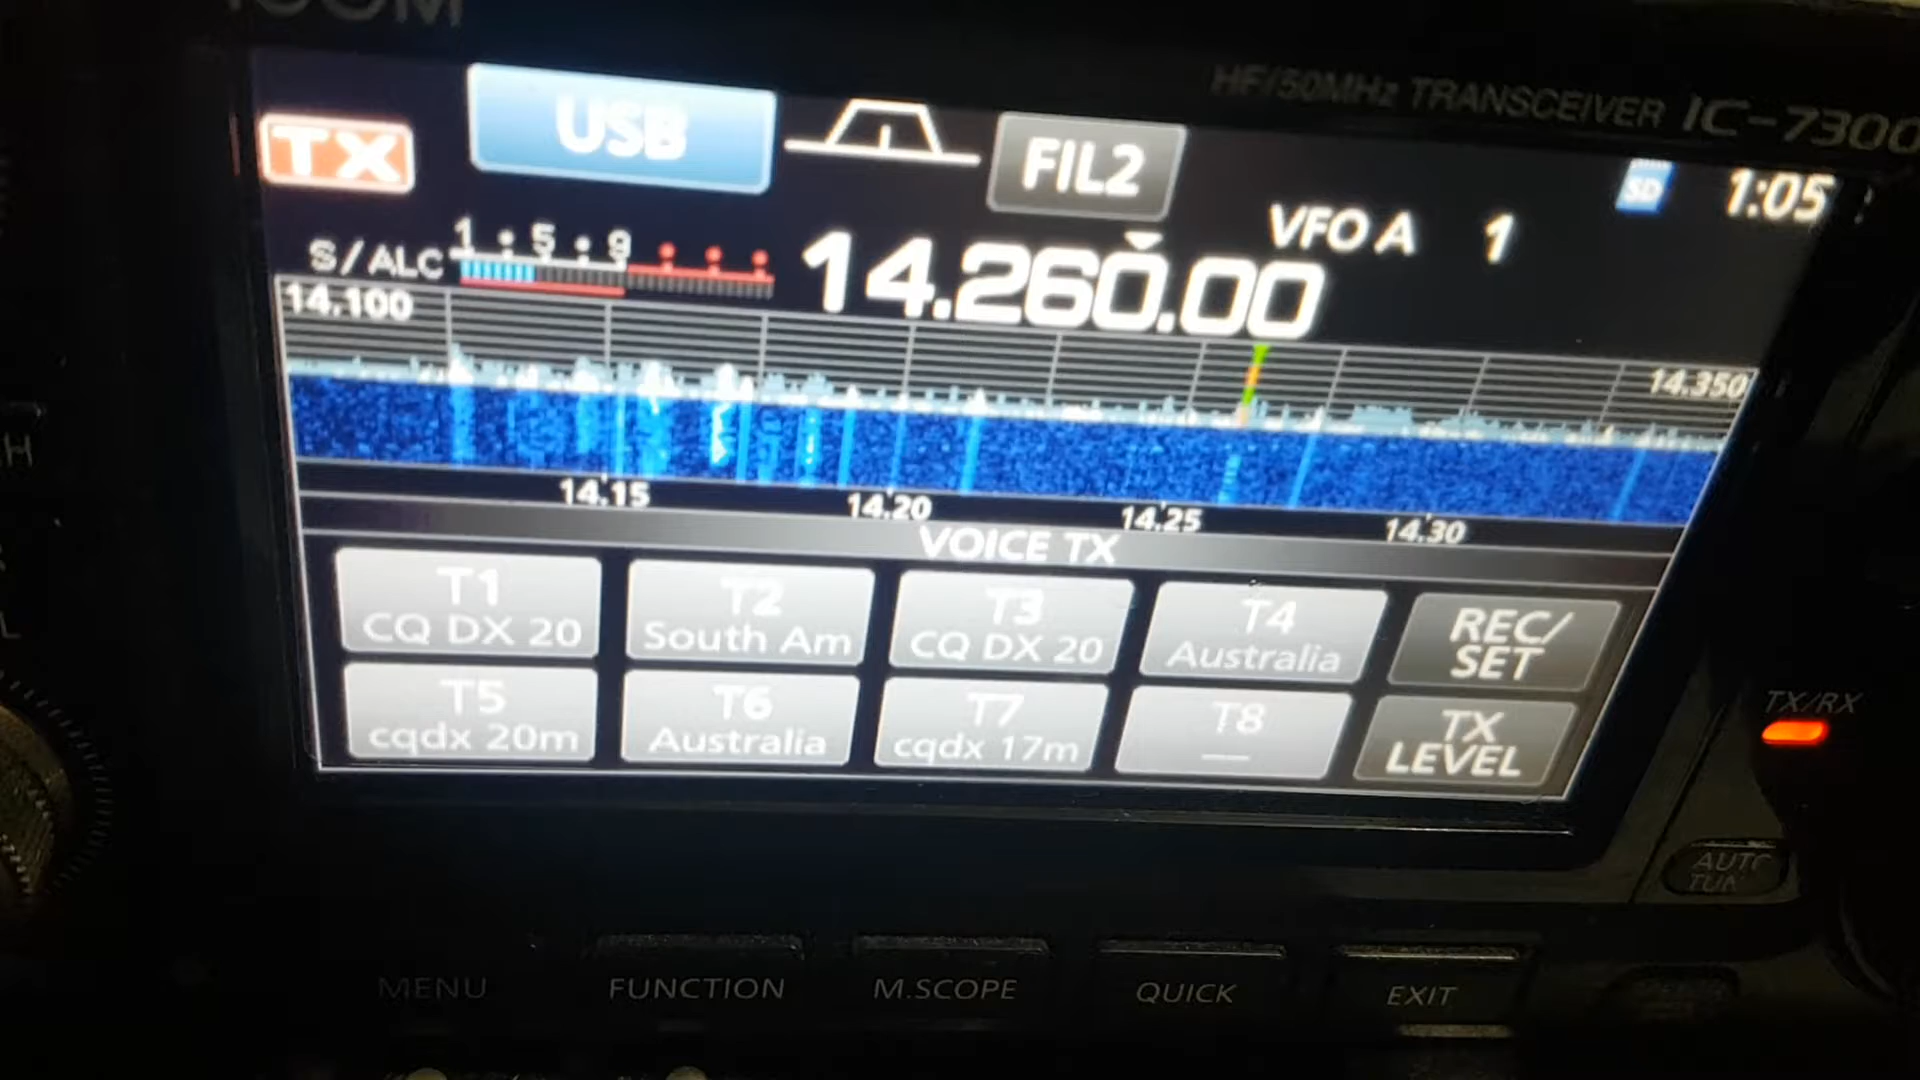 ICOM
HF/50MHz TRANSCEIVER IC-7300
TX USB FIL2
SD 1:05
VFO A 1
S/ALC 1 5 9 14.260.00
14.100
14.350
14.15 14.20 14.25 14.30
VOICE TX
T1 T2 T3 T4 REC/
CQ DX 20 South Am CQ DX 20 Australia SET
T5 T6 T7 T8 TX
cqdx 20m Australia cqdx 17m LEVEL
TX/RX
AUTO
TUN
MENU FUNCTION M.SCOPE QUICK EXIT